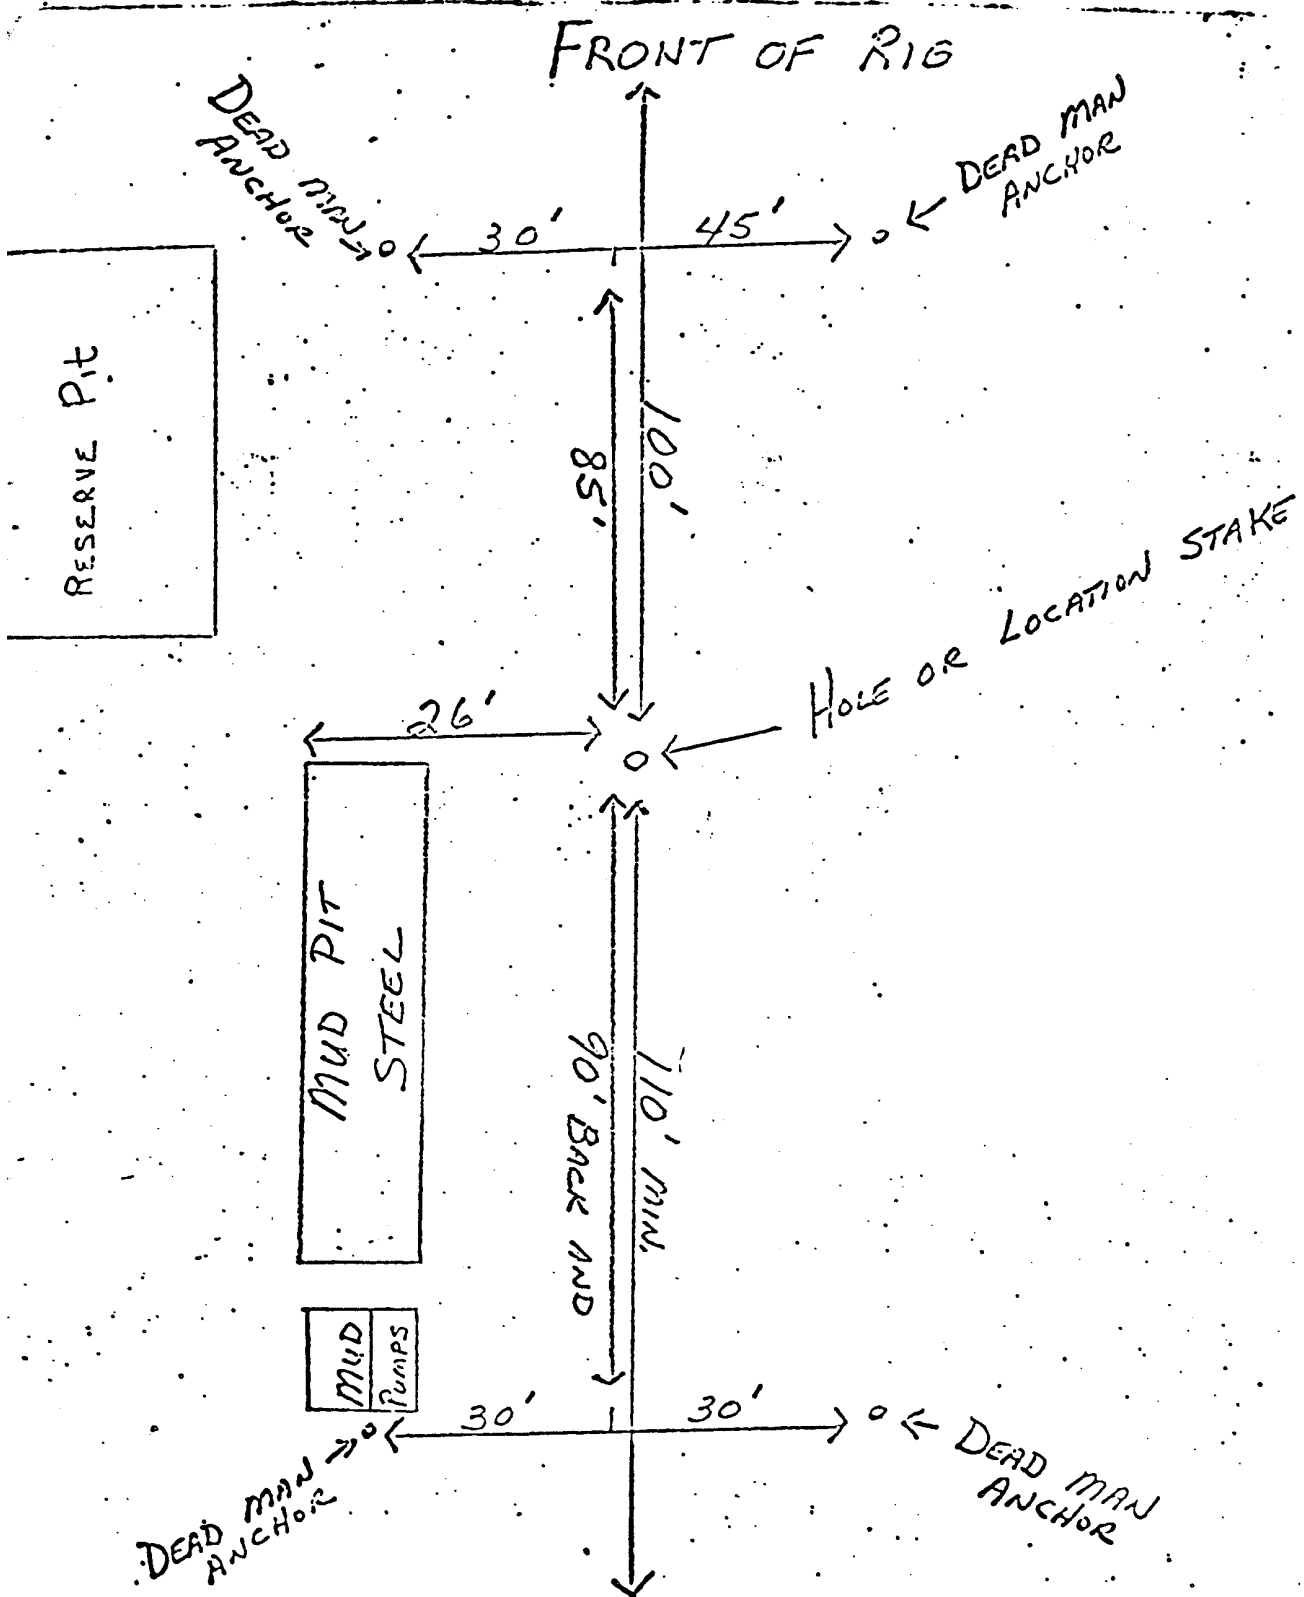 FRONT OF RIG
DEAD MAN
ANCHOR
DEAD MAN
ANCHOR
30'
45'
RESERVE Pit
85'
100'
HOLE OR LOCATION STAKE
26'
MUD PIT
STEEL
90' BACK AND
110' MIN.
MUD
PUMPS
30'
30'
DEAD MAN
ANCHOR
DEAD MAN
ANCHOR